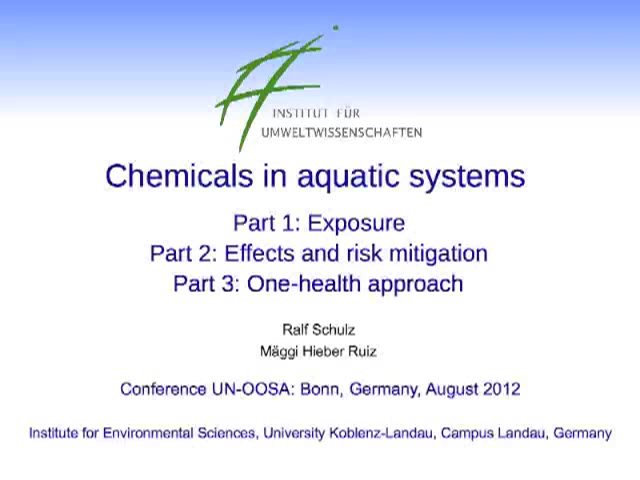 INSTITUT FÜR
UMWELTWISSENSCHAFTEN
Chemicals in aquatic systems
Part 1: Exposure
Part 2: Effects and risk mitigation
Part 3: One-health approach
Ralf Schulz
Mäggi Hieber Ruiz
Conference UN-OOSA: Bonn, Germany, August 2012
Institute for Environmental Sciences, University Koblenz-Landau, Campus Landau, Germany